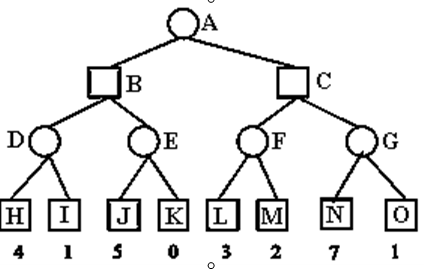 A
B C
D E F G
H I J K L M N O
4 1 5 0 3 2 7 1